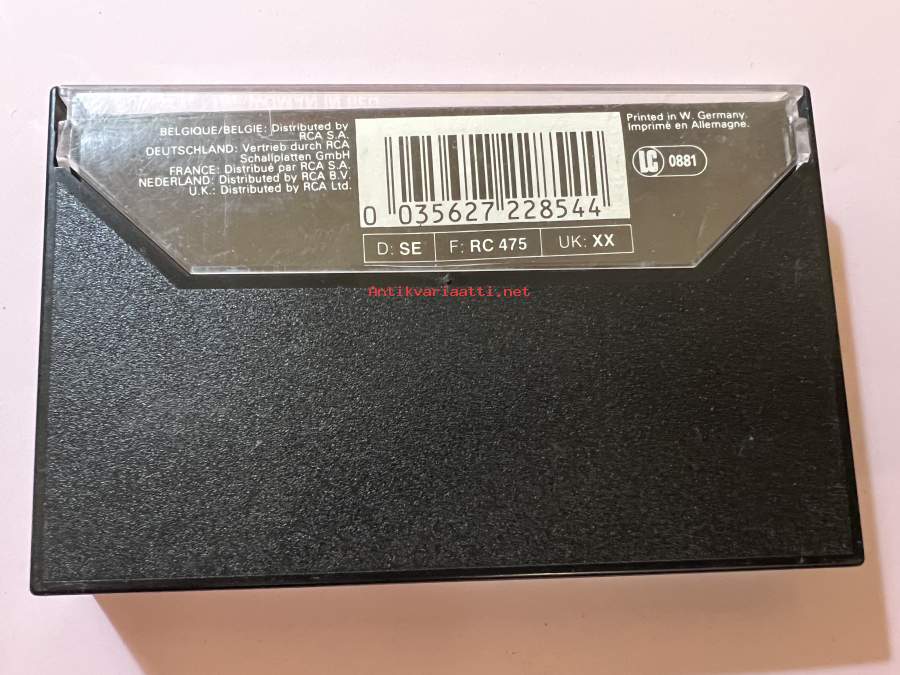 BELGIQUE/BELGIE: Distributed by
RCA S.A.
DEUTSCHLAND: Vertrieb durch RCA
Schallplatten GmbH
FRANCE: Distribué par RCA S.A.
NEDERLAND: Distributed by RCA B.V.
U.K.: Distributed by RCA Ltd.
0 035627 228544
D: SE F: RC 475 UK: XX
Printed in W. Germany.
Imprimé en Allemagne.
LC 0881
Antikvariaatti.net